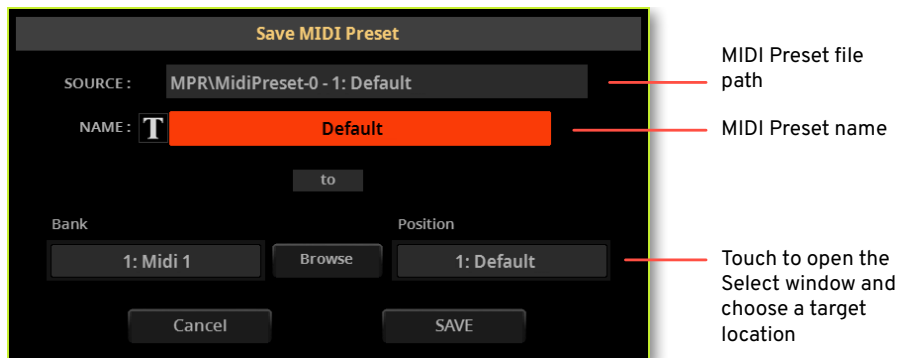 Save MIDI Preset
SOURCE :
MPR\MidiPreset-0 - 1: Default
MIDI Preset file
path
NAME :
T
Default
MIDI Preset name
to
Bank
Position
1: Midi 1
Browse
1: Default
Touch to open the
Select window and
choose a target
location
Cancel
SAVE